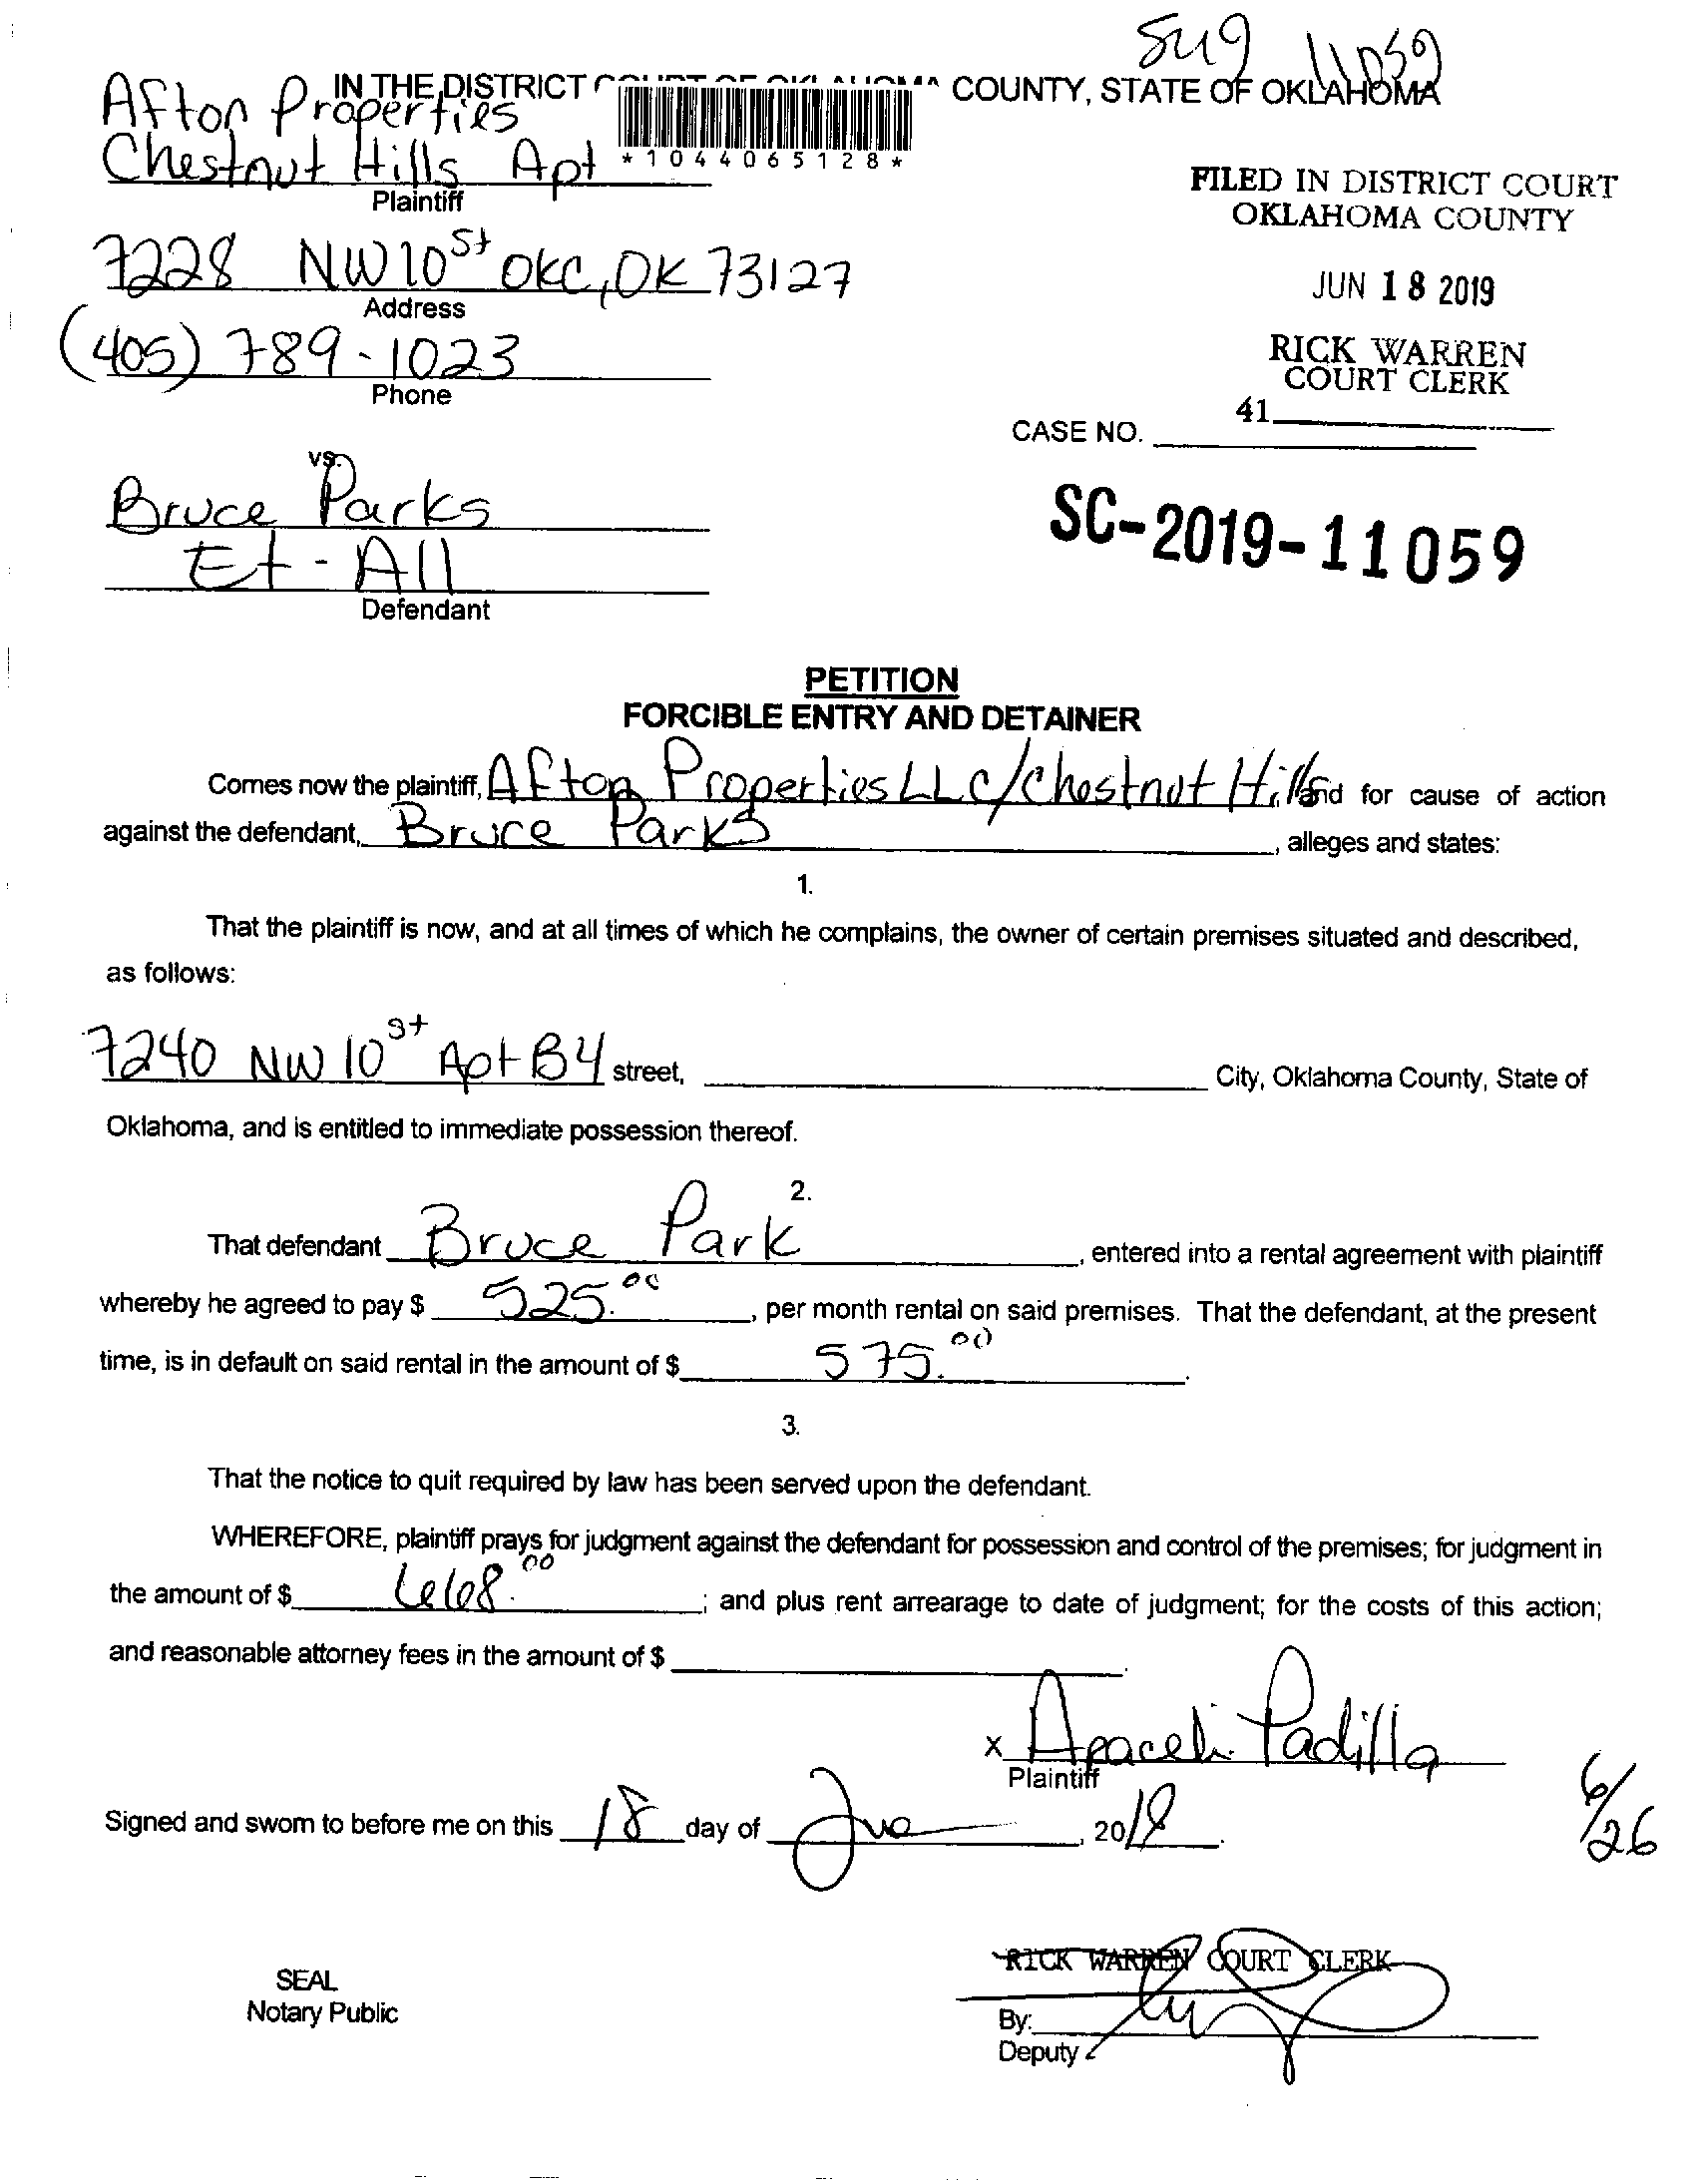 Su9 11059
IN THE DISTRICT COURT OF OKLAHOMA COUNTY, STATE OF OKLAHOMA
Afton Properties
Chestnut Hills Apt
*1044065128*
Plaintiff
FILED IN DISTRICT COURT
OKLAHOMA COUNTY
7228 NW 10st OKC, OK 73127
Address
JUN 18 2019
(405) 789-1023
Phone
RICK WARREN
COURT CLERK
41
CASE NO.
vs.
Bruce Parks
Et-All
Defendant
SC-2019-11059
PETITION
FORCIBLE ENTRY AND DETAINER
Comes now the plaintiff, Afton Properties LLC/Chestnut Hills and for cause of action
against the defendant, Bruce Parks, alleges and states:
1.
That the plaintiff is now, and at all times of which he complains, the owner of certain premises situated and described,
as follows:
7240 NW 10st Apt B4 street, City, Oklahoma County, State of
Oklahoma, and is entitled to immediate possession thereof.
2.
That defendant Bruce Park, entered into a rental agreement with plaintiff
whereby he agreed to pay $ 525.00, per month rental on said premises. That the defendant, at the present
time, is in default on said rental in the amount of $ 575.00.
3.
That the notice to quit required by law has been served upon the defendant.
WHEREFORE, plaintiff prays for judgment against the defendant for possession and control of the premises; for judgment in
the amount of $ 668.00; and plus rent arrearage to date of judgment; for the costs of this action;
and reasonable attorney fees in the amount of $
x Araceli Padilla
Plaintiff
Signed and sworn to before me on this 18 day of Jue, 2019.
6/26
RICK WARREN COURT CLERK
SEAL
Notary Public
By:
Deputy